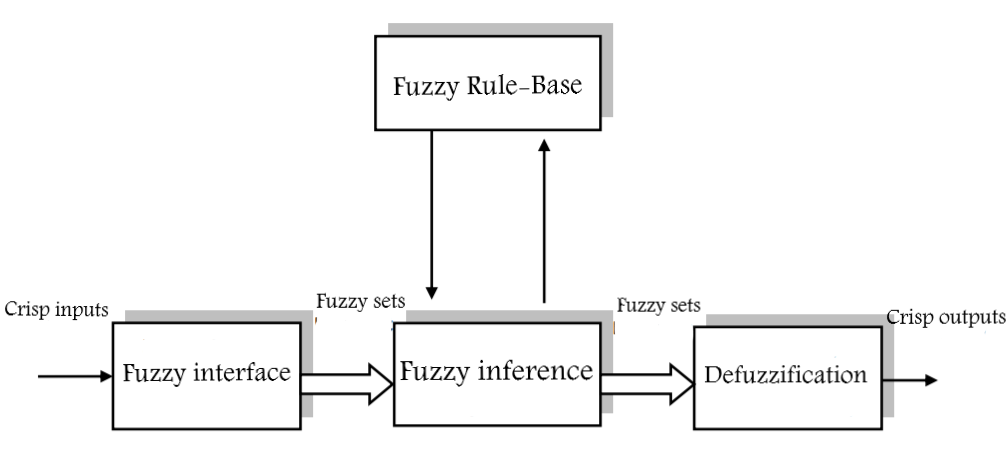 Fuzzy Rule-Base
Crisp inputs
Fuzzy sets
Fuzzy sets
Crisp outputs
Fuzzy interface
Fuzzy inference
Defuzzification